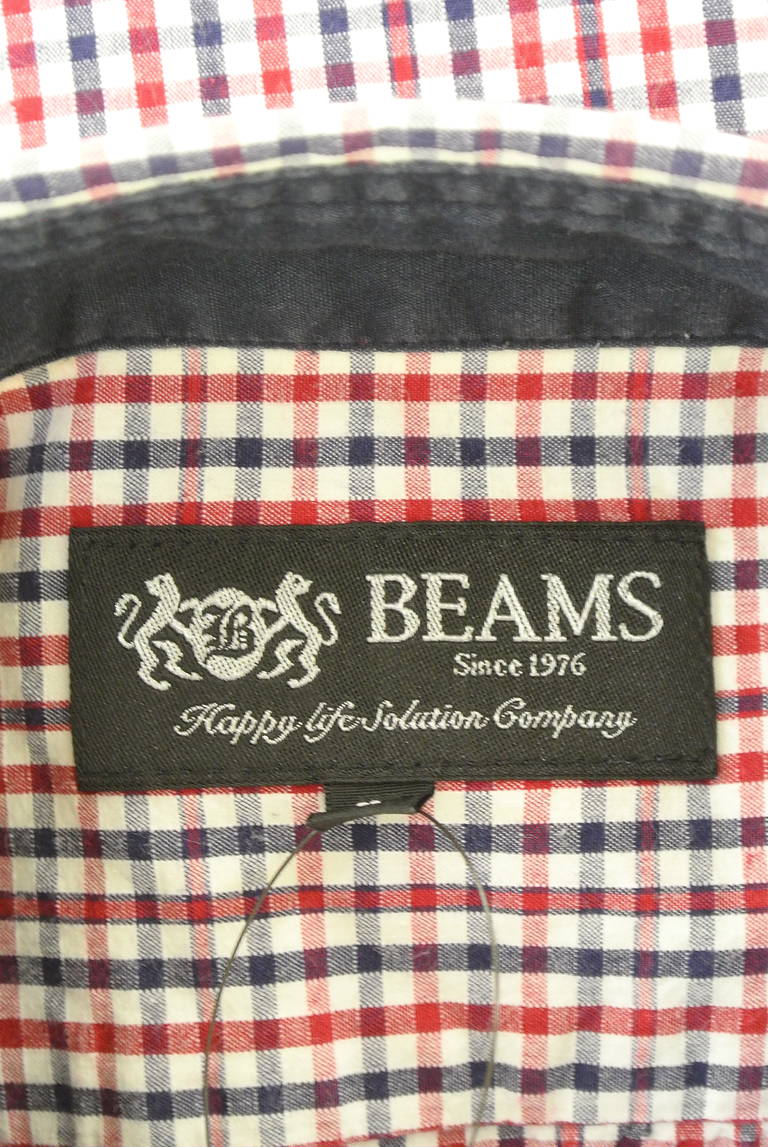 B
BEAMS
Since 1976
Happy life Solution Company